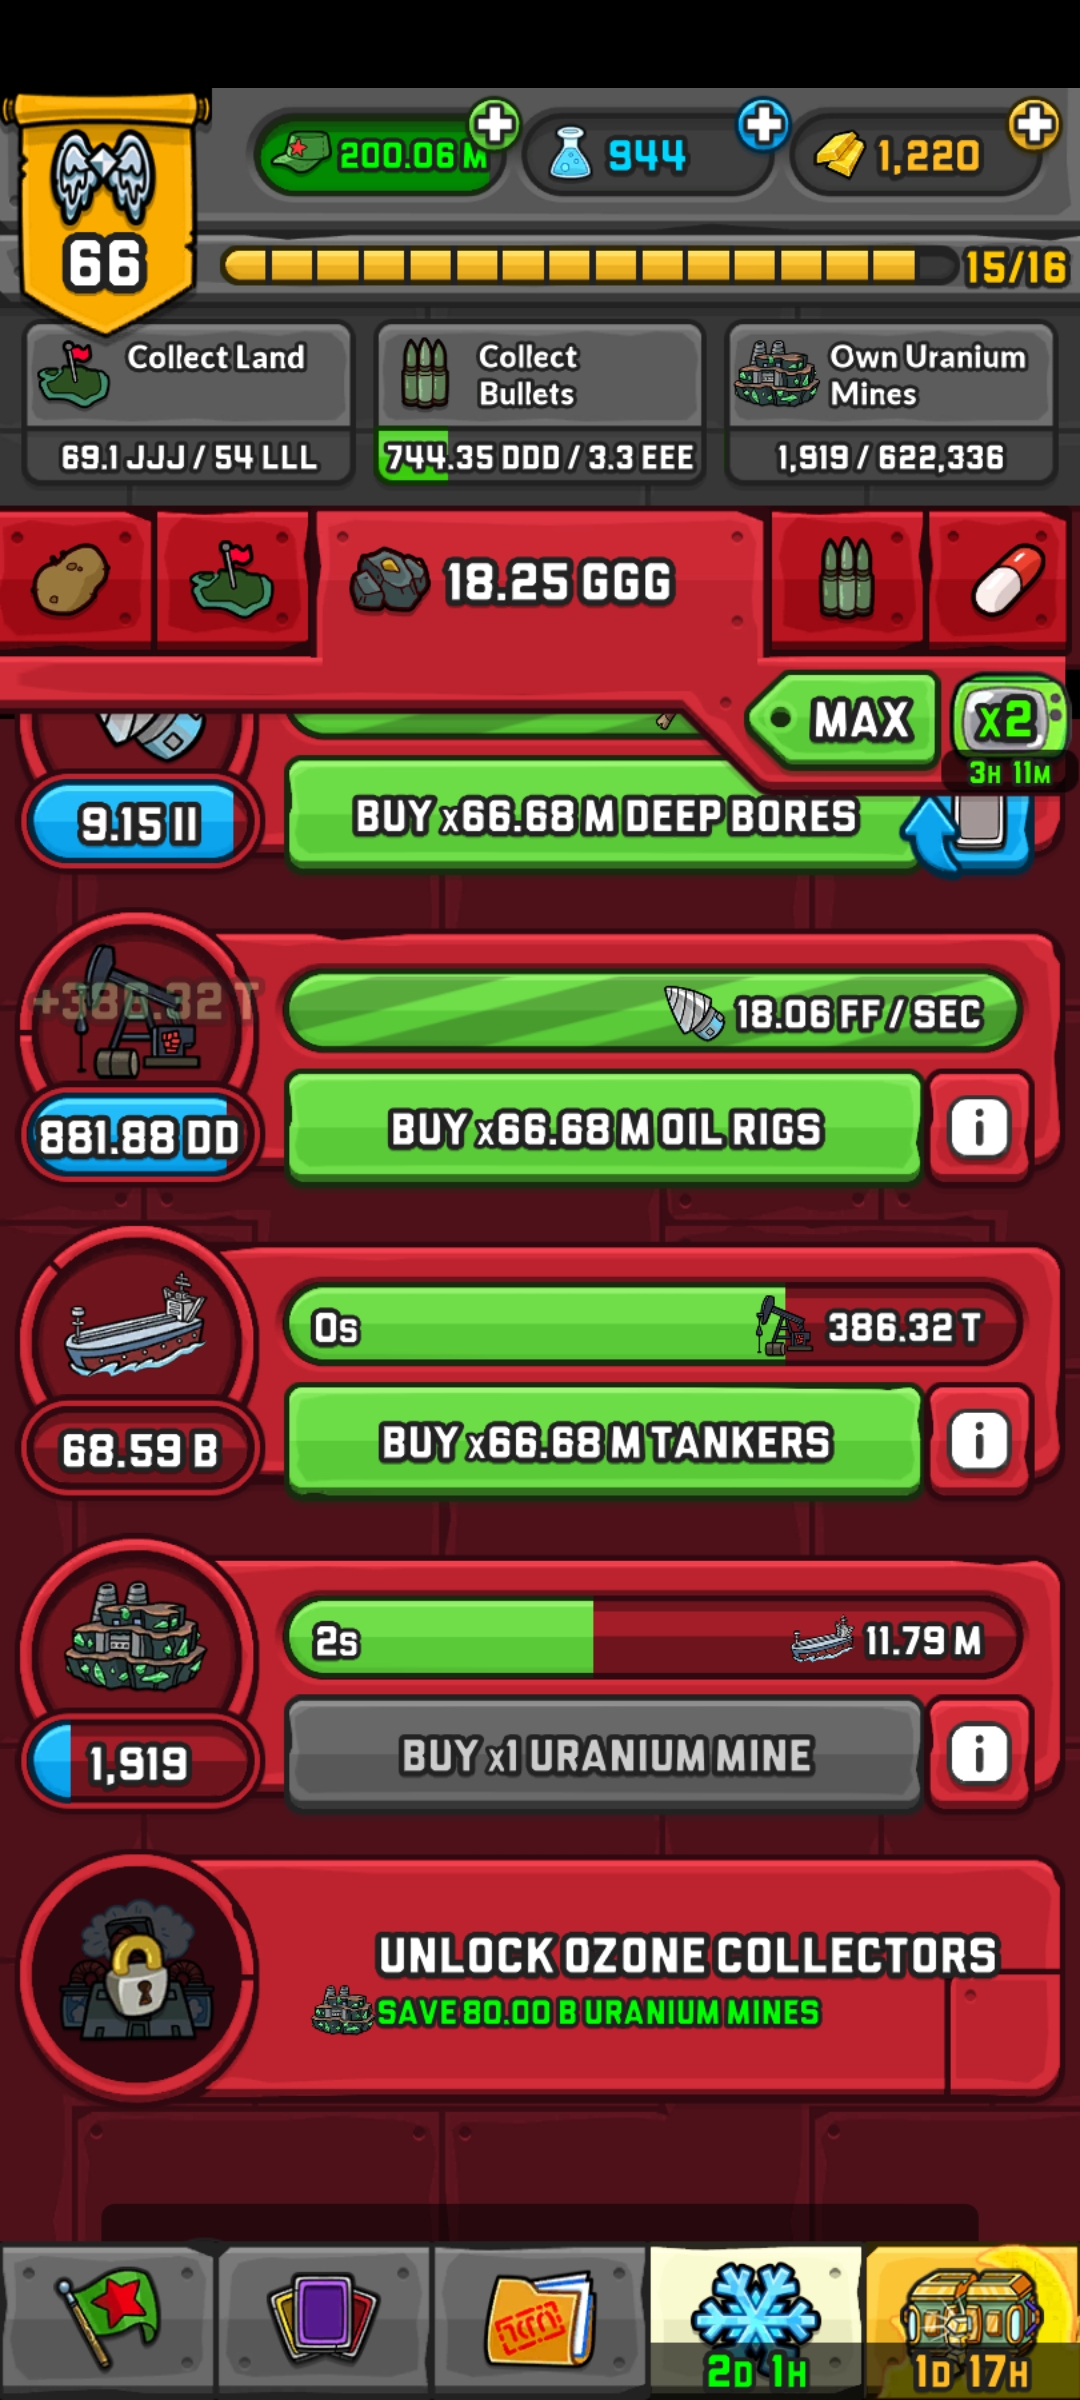 200.06 M
944
1,220
66
15/16
Collect Land
69.1 JJJ / 54 LLL
Collect
Bullets
744.35 DDD / 3.3 EEE
Own Uranium
Mines
1,919 / 622,336
18.25 GGG
MAX
x2
3H 11M
9.15 II
BUY x66.68 M DEEP BORES
+386.32 T
18.06 FF / SEC
881.88 DD
BUY x66.68 M OIL RIGS
i
0s
386.32 T
68.59 B
BUY x66.68 M TANKERS
i
2s
11.79 M
1,919
BUY x1 URANIUM MINE
i
UNLOCK OZONE COLLECTORS
SAVE 80.00 B URANIUM MINES
2D 1H
1D 17H